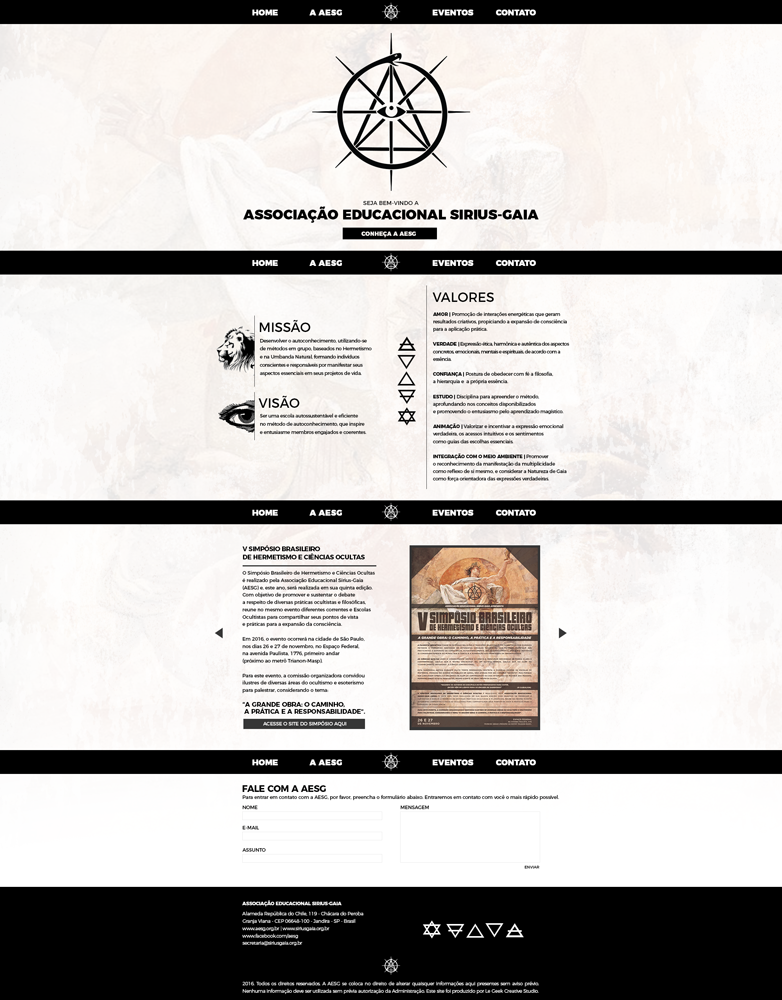 HOME A AESG EVENTOS CONTATO
SEJA BEM-VINDO A
ASSOCIAÇÃO EDUCACIONAL SIRIUS-GAIA
CONHEÇA A AESG
HOME A AESG EVENTOS CONTATO
MISSÃO
Desenvolver o autoconhecimento, utilizando-se
de métodos em grupo, baseados no Hermetismo
e na Umbanda Natural, formando indivíduos
conscientes e responsáveis por manifestar seus
aspectos essenciais em seus projetos de vida.
VISÃO
Ser uma escola autossustentável e eficiente
no método de autoconhecimento, que inspire
e entusiasme membros engajados e coerentes.
VALORES
AMOR | Promoção de interações energéticas que geram
resultados criativos, propiciando a expansão de consciência
para a aplicação prática.
VERDADE | Expressão ética, harmônica e autêntica dos aspectos
concretos, emocionais, mentais e espirituais, de acordo com a
essência.
CONFIANÇA | Postura de obedecer com fé a filosofia,
a hierarquia e a própria essência.
ESTUDO | Disciplina para apreender o método,
aprofundando nos conceitos disponibilizados
e promovendo o entusiasmo pelo aprendizado magístico.
ANIMAÇÃO | Valorizar e incentivar a expressão emocional
verdadeira, os acessos intuitivos e os sentimentos
como guias das escolhas essenciais.
INTEGRAÇÃO COM O MEIO AMBIENTE | Promover
o reconhecimento da manifestação da multiplicidade
como reflexo de si mesmo, e considerar a Natureza de Gaia
como força orientadora das expressões verdadeiras.
HOME A AESG EVENTOS CONTATO
V SIMPÓSIO BRASILEIRO
DE HERMETISMO E CIÊNCIAS OCULTAS
O Simpósio Brasileiro de Hermetismo e Ciências Ocultas
é realizado pela Associação Educacional Sirius-Gaia
(AESG) e, este ano, será realizada em sua quinta edição.
Com objetivo de promover e sustentar o debate
a respeito de diversas práticas ocultistas e filosóficas,
reune no mesmo evento diferentes correntes e Escolas
Ocultistas para compartilhar seus pontos de vista
e práticas para a expansão da consciência.
Em 2016, o evento ocorrerá na cidade de São Paulo,
nos dias 26 e 27 de novembro, no Espaço Federal,
na avenida Paulista, 1776, primeiro andar
(próximo ao metrô Trianon-Masp).
Para este evento, a comissão organizadora convidou
ilustres de diversas áreas do ocultismo e esoterismo
para palestrar, considerando o tema:
"A GRANDE OBRA: O CAMINHO,
A PRÁTICA E A RESPONSABILIDADE".
ACESSE O SITE DO SIMPÓSIO AQUI
V SIMPÓSIO BRASILEIRO
DE HERMETISMO E CIÊNCIAS OCULTAS
A GRANDE OBRA: O CAMINHO, A PRÁTICA E A RESPONSABILIDADE
26 E 27
DE NOVEMBRO
HOME A AESG EVENTOS CONTATO
FALE COM A AESG
Para entrar em contato com a AESG, por favor, preencha o formulário abaixo. Entraremos em contato com você o mais rápido possível.
NOME
E-MAIL
ASSUNTO
MENSAGEM
ENVIAR
ASSOCIAÇÃO EDUCACIONAL SIRIUS-GAIA
Alameda República do Chile, 119 - Chácara do Peroba
Granja Viana - CEP 06648-100 - Jandira - SP - Brasil
www.aesg.org.br | www.siriusgaia.org.br
www.facebook.com/aesg
secretaria@siriusgaia.org.br
2016. Todos os direitos reservados. A AESG se coloca no direito de alterar quaisquer informações aqui presenses sem aviso prévio.
Nenhuma informação deve ser utilizada sem prévia autorização da Administração. Este site foi produzido por Le Geek Creative Studio.